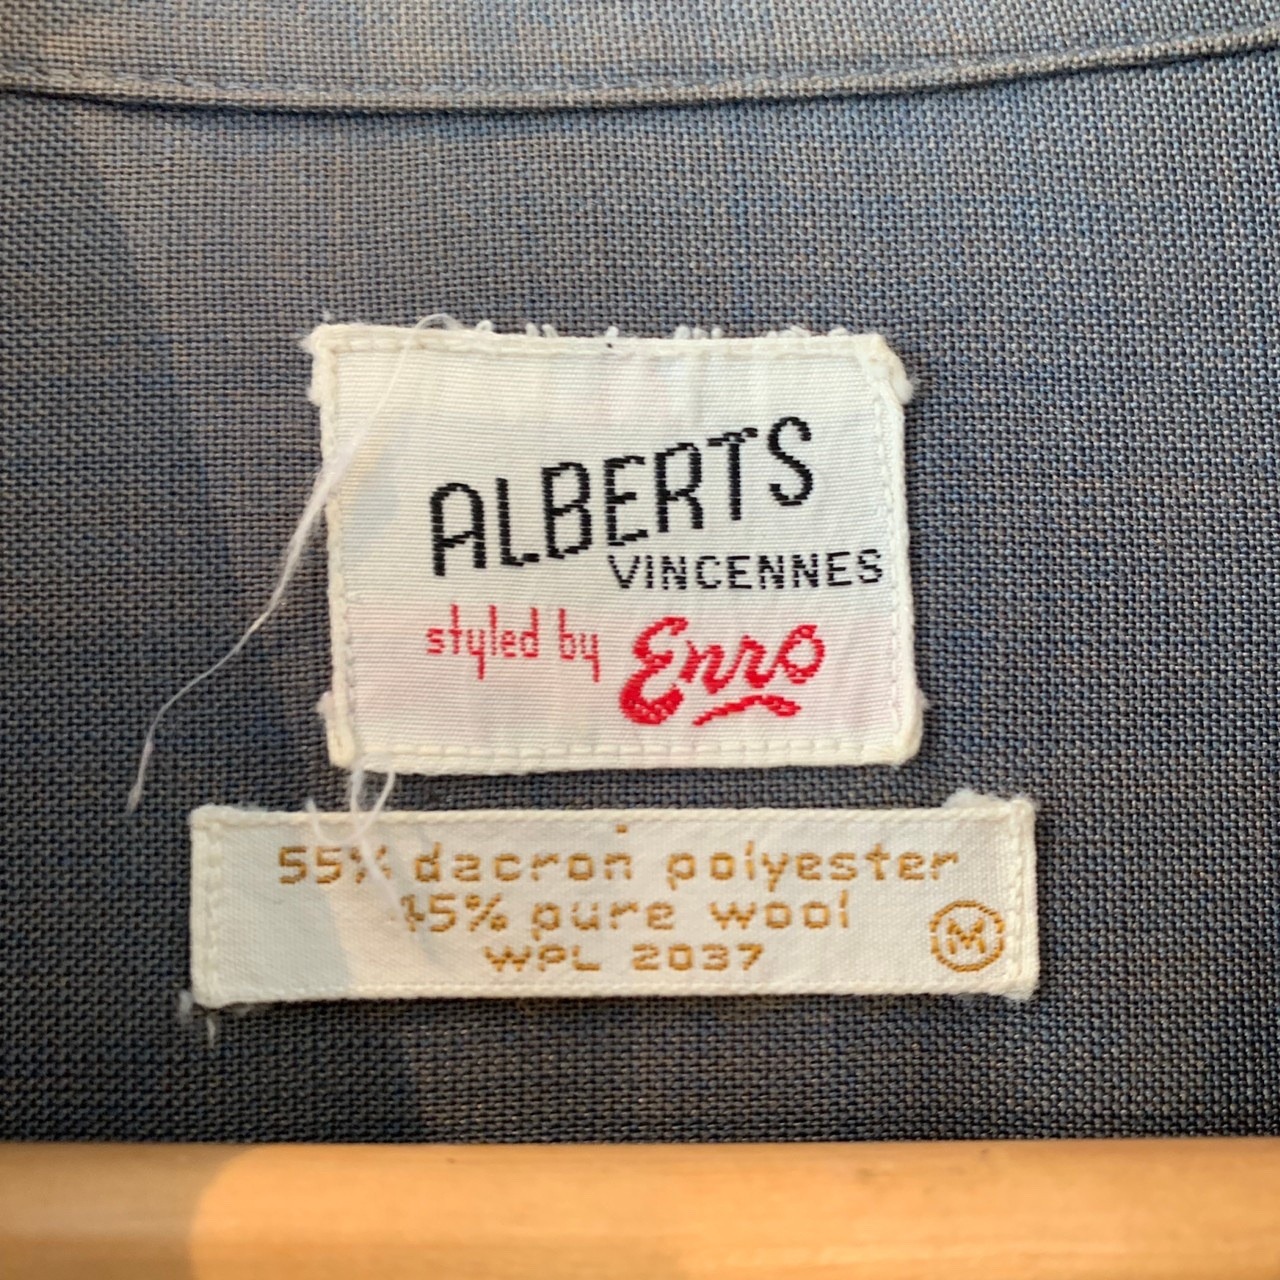 ALBERTS
VINCENNES
styled by Enro
55% dacron polyester
45% pure wool
WPL 2037
M